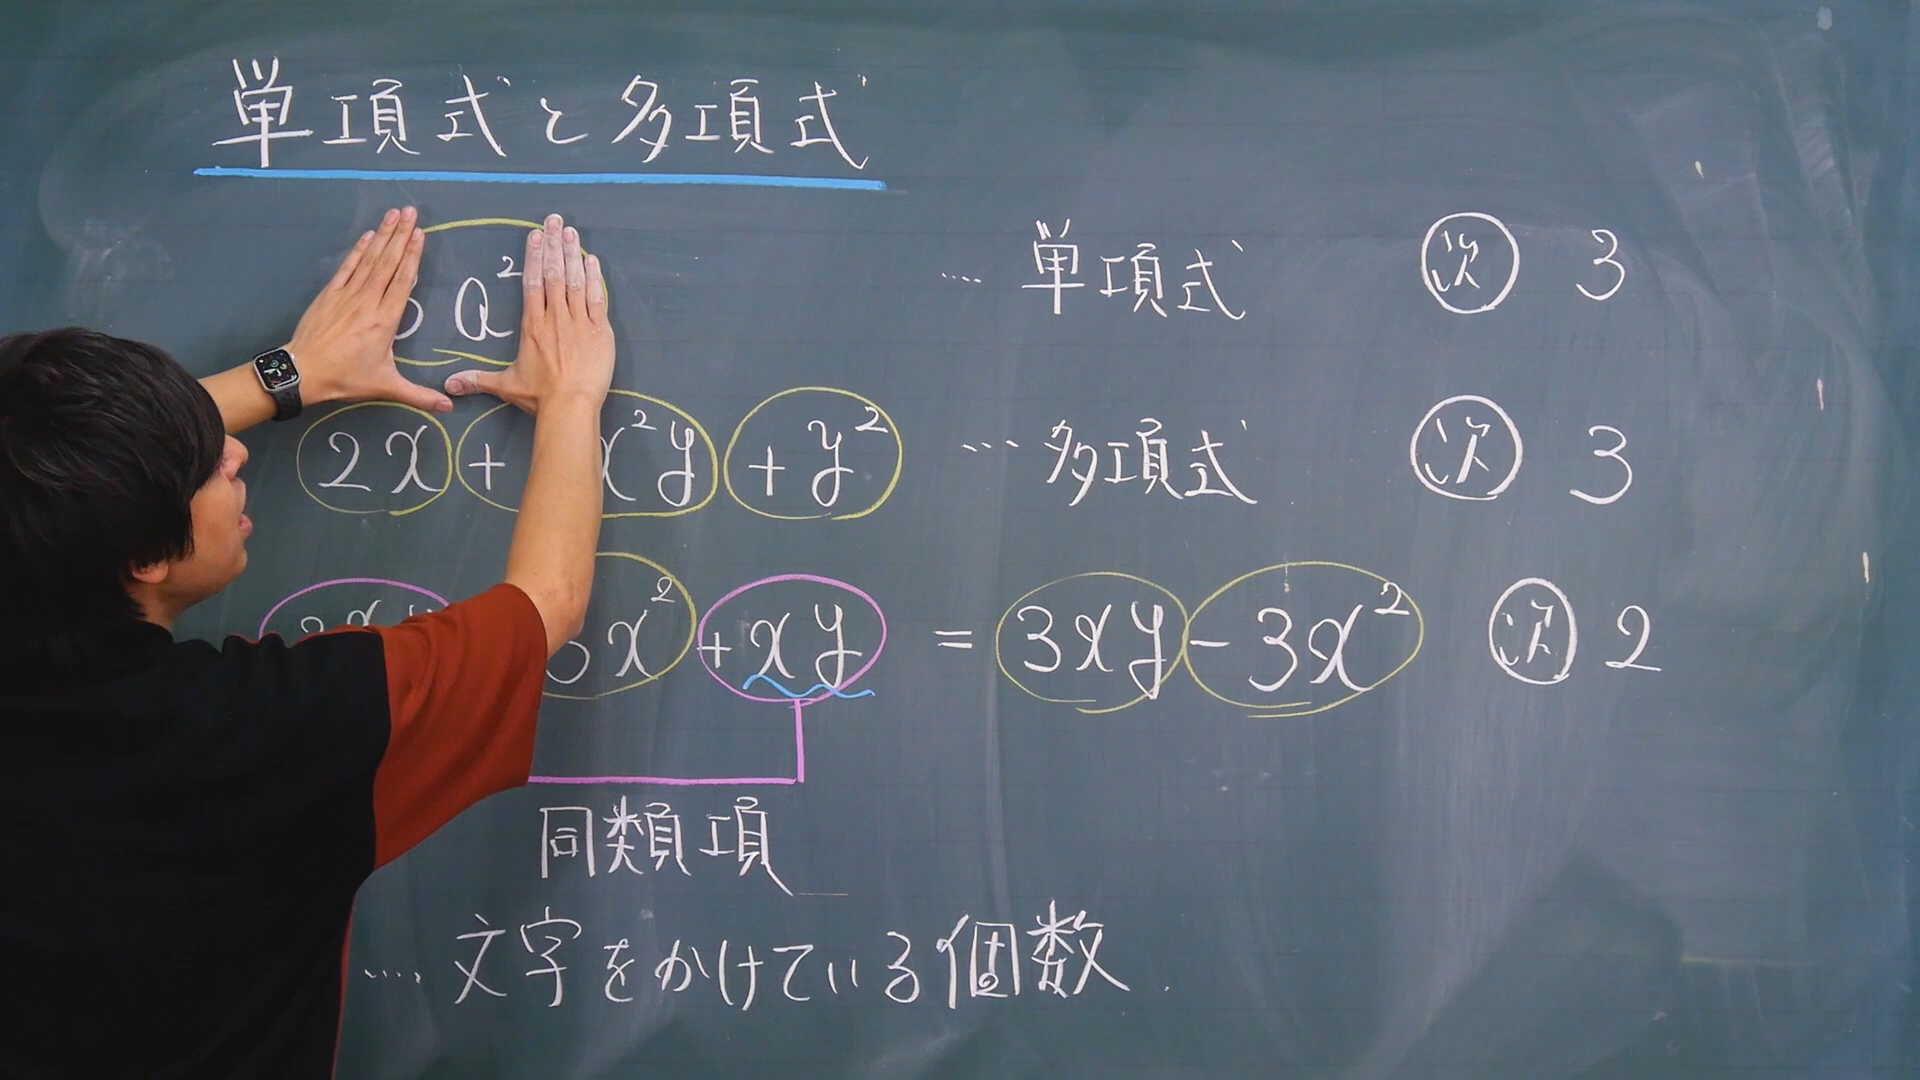 単項式と多項式
a² … 単項式 次 3
2x + x²y + y² … 多項式 次 3
3x² + xy = 3xy - 3x² 次 2
同類項
… 文字をかけている個数